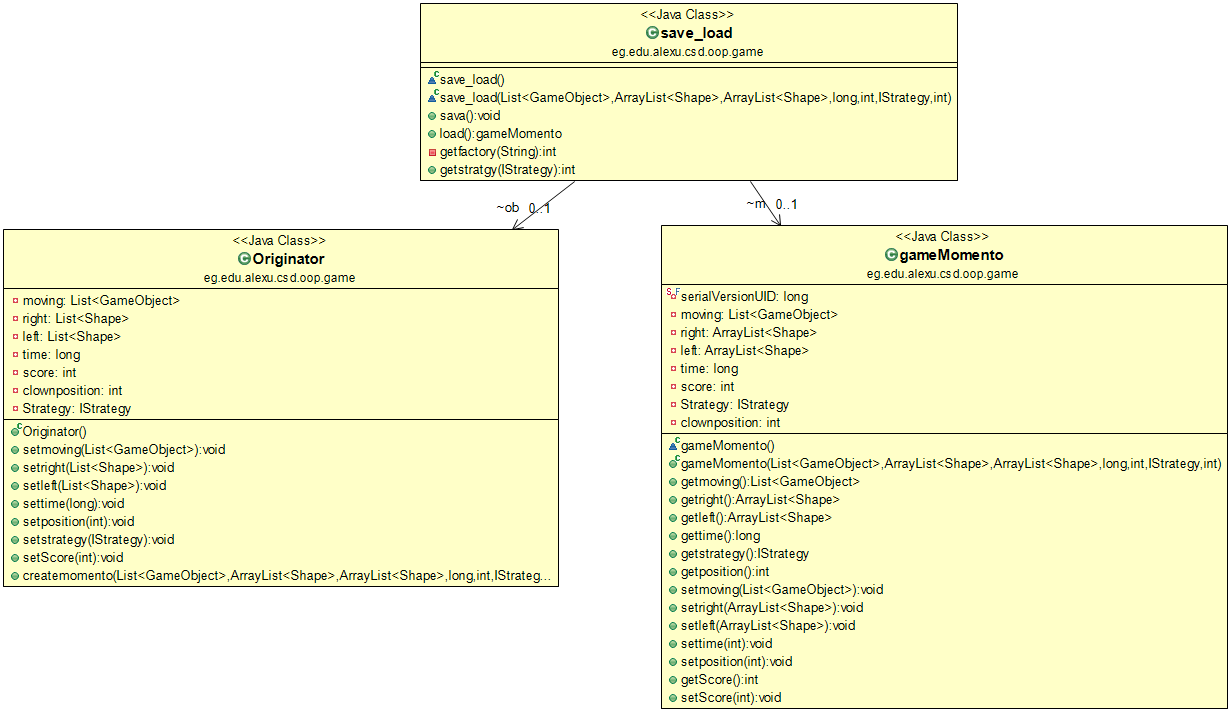 <<Java Class>>
save_load
eg.edu.alexu.csd.oop.game
save_load()
save_load(List<GameObject>,ArrayList<Shape>,ArrayList<Shape>,long,int,IStrategy,int)
sava():void
load():gameMomento
getfactory(String):int
getstratgy(IStrategy):int
~ob 0..1
~m 0..1
<<Java Class>>
Originator
eg.edu.alexu.csd.oop.game
moving: List<GameObject>
right: List<Shape>
left: List<Shape>
time: long
score: int
clownposition: int
Strategy: IStrategy
Originator()
setmoving(List<GameObject>):void
setright(List<Shape>):void
setleft(List<Shape>):void
settime(long):void
setposition(int):void
setstrategy(IStrategy):void
setScore(int):void
createmomento(List<GameObject>,ArrayList<Shape>,ArrayList<Shape>,long,int,IStrateg...
<<Java Class>>
gameMomento
eg.edu.alexu.csd.oop.game
serialVersionUID: long
moving: List<GameObject>
right: ArrayList<Shape>
left: ArrayList<Shape>
time: long
score: int
Strategy: IStrategy
clownposition: int
gameMomento()
gameMomento(List<GameObject>,ArrayList<Shape>,ArrayList<Shape>,long,int,IStrategy,int)
getmoving():List<GameObject>
getright():ArrayList<Shape>
getleft():ArrayList<Shape>
gettime():long
getstrategy():IStrategy
getposition():int
setmoving(List<GameObject>):void
setright(ArrayList<Shape>):void
setleft(ArrayList<Shape>):void
settime(int):void
setposition(int):void
getScore():int
setScore(int):void